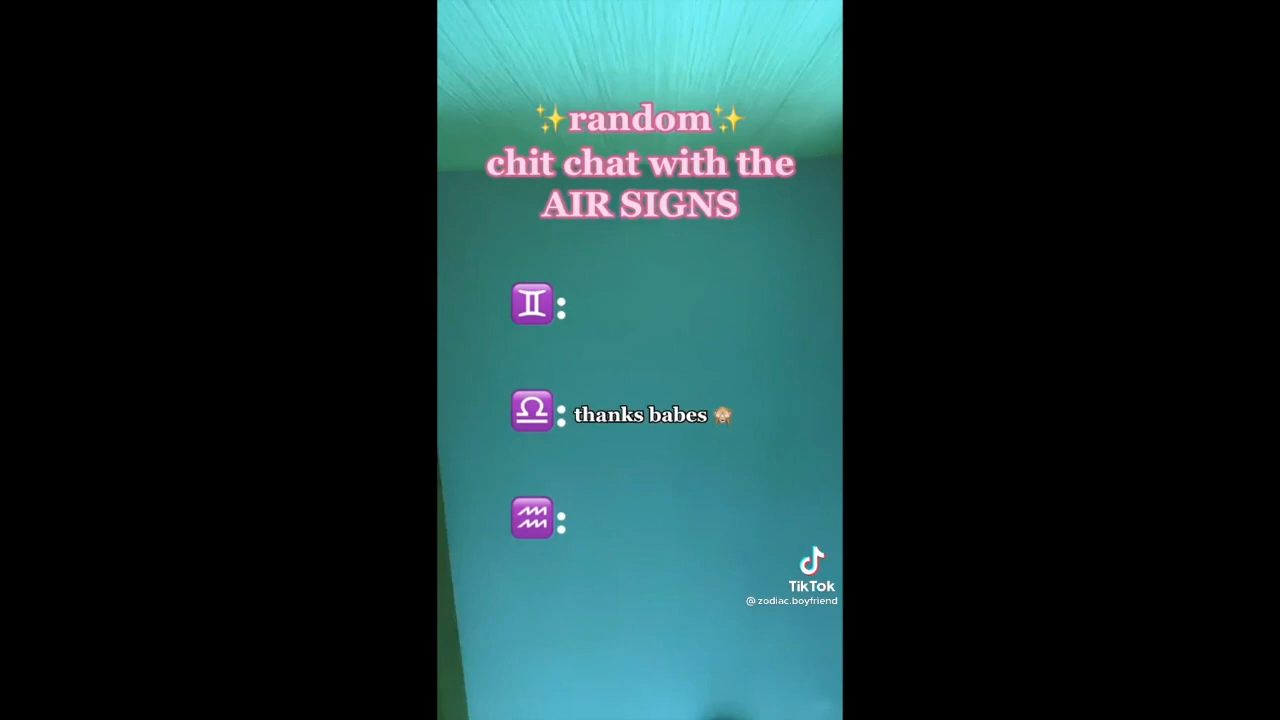 ✨random✨
chit chat with the
AIR SIGNS
♊:
♎: thanks babes 🙈
♒:
TikTok
@zodiac.boyfriend